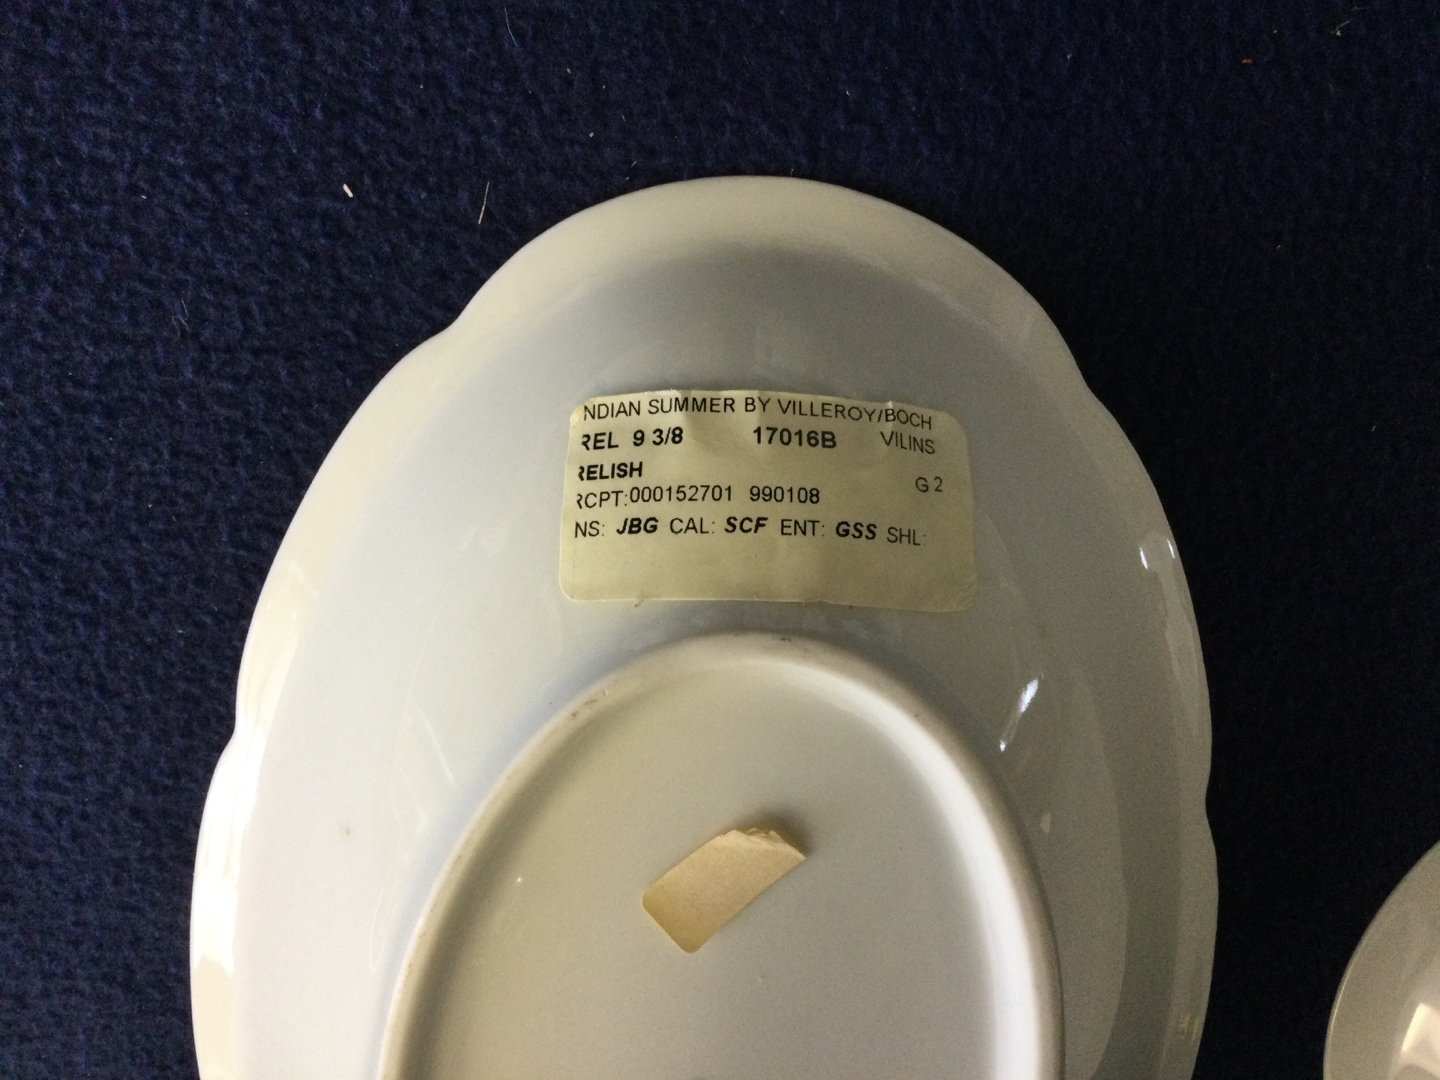 NDIAN SUMMER BY VILLEROY/BOCH
REL 9 3/8 17016B VILINS
RELISH
RCPT:000152701 990108 G 2
NS: JBG CAL: SCF ENT: GSS SHL: